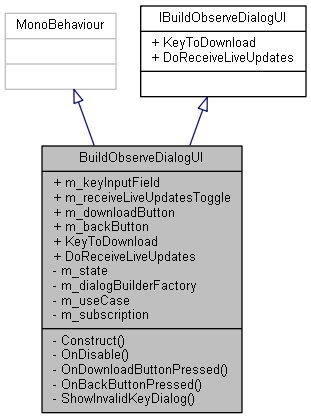 MonoBehaviour
IBuildObserveDialogUI
+ KeyToDownload
+ DoReceiveLiveUpdates
BuildObserveDialogUI
+ m_keyInputField
+ m_receiveLiveUpdatesToggle
+ m_downloadButton
+ m_backButton
+ KeyToDownload
+ DoReceiveLiveUpdates
- m_state
- m_dialogBuilderFactory
- m_useCase
- m_subscription
- Construct()
- OnDisable()
- OnDownloadButtonPressed()
- OnBackButtonPressed()
- ShowInvalidKeyDialog()